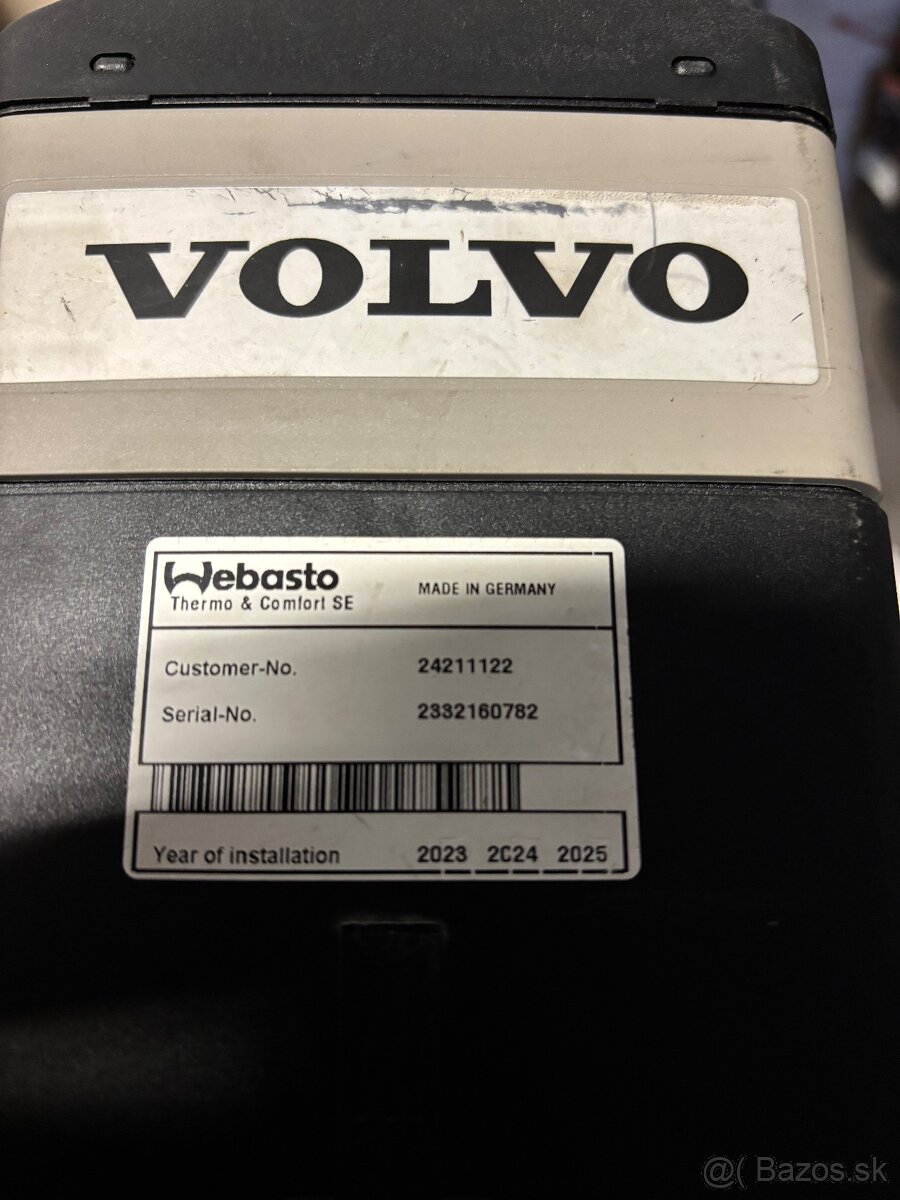 VOLVO
Webasto
Thermo & Comfort SE
MADE IN GERMANY
Customer-No. 24211122
Serial-No. 2332160782
Year of installation 2023 2024 2025
@( Bazos.sk